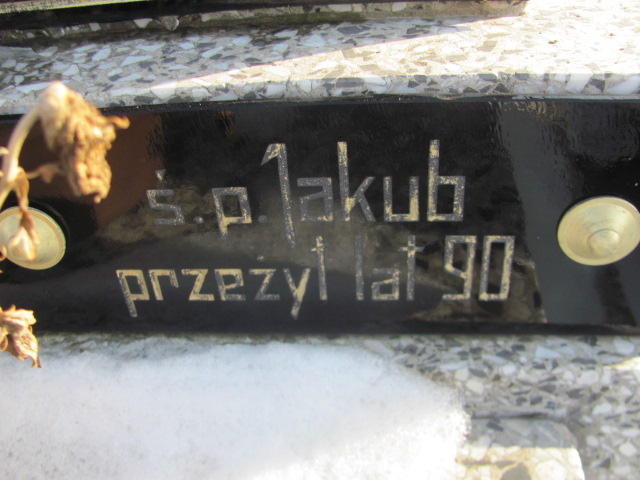 ś.p. Jakub
przeżył lat 90